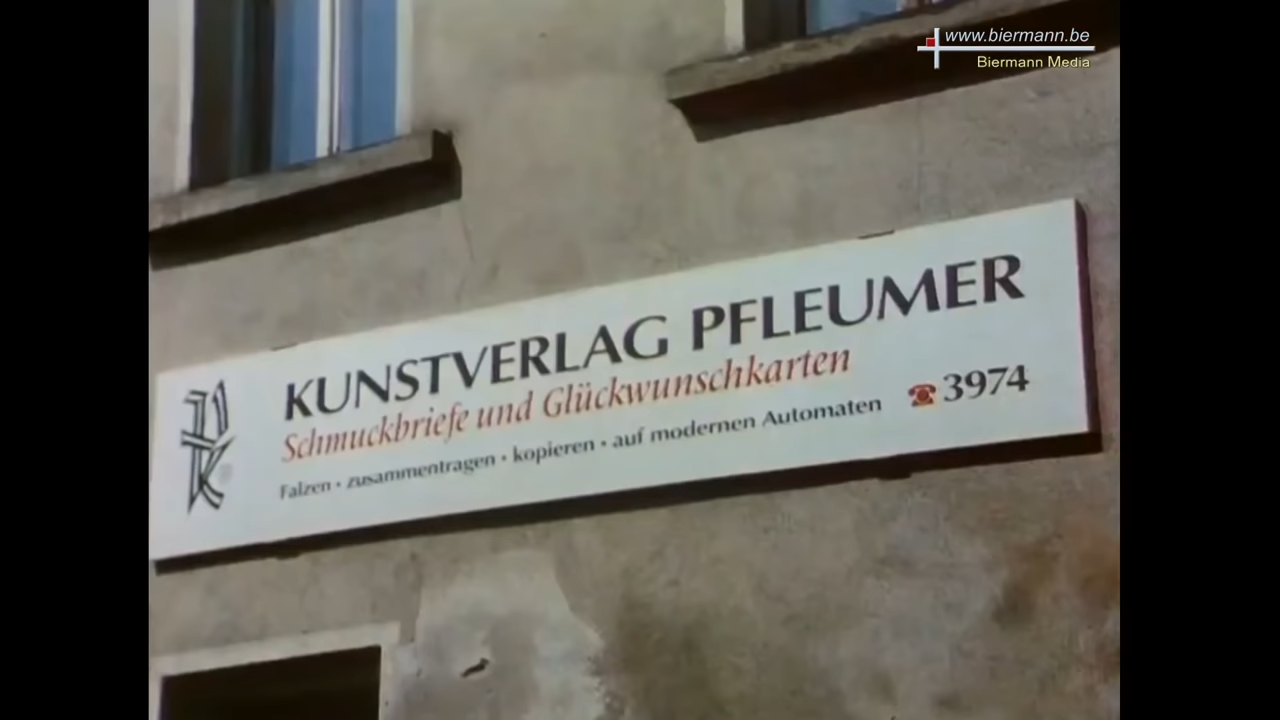 www.biermann.be
Biermann Media
KUNSTVERLAG PFLEUMER
Schmuckbriefe und Glückwunschkarten
Falzen • zusammentragen • kopieren • auf modernen Automaten
☎ 3974